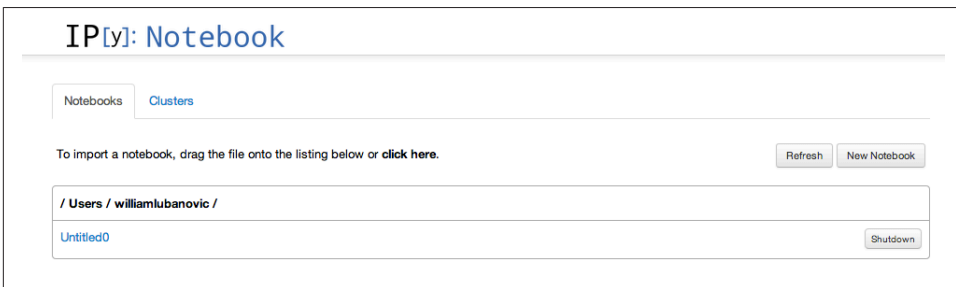 IP[y]: Notebook
Notebooks Clusters
To import a notebook, drag the file onto the listing below or click here. Refresh New Notebook
/ Users / williamlubanovic /
Untitled0 Shutdown